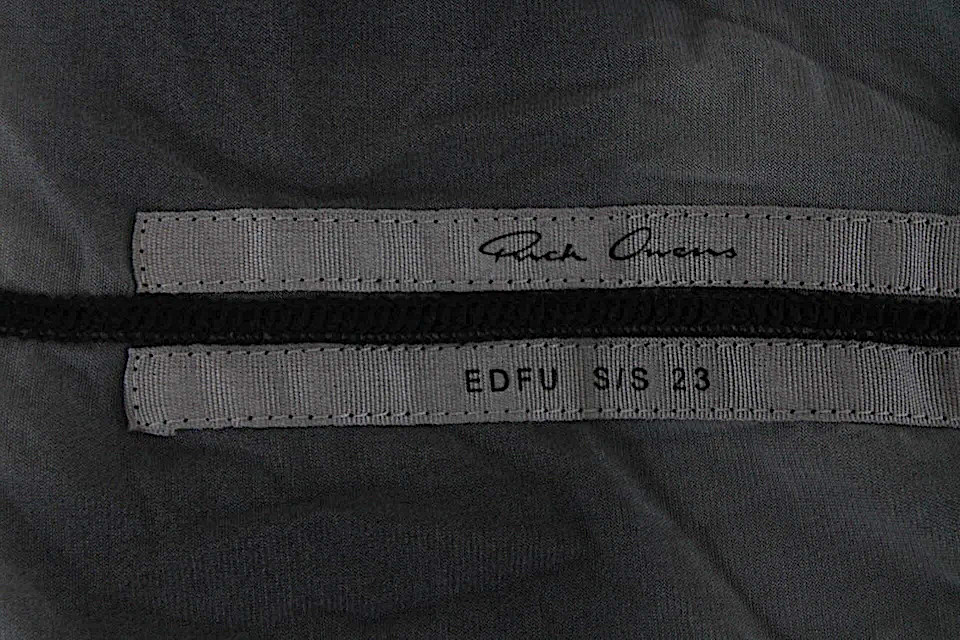 Rick Owens
EDFU S/S 23